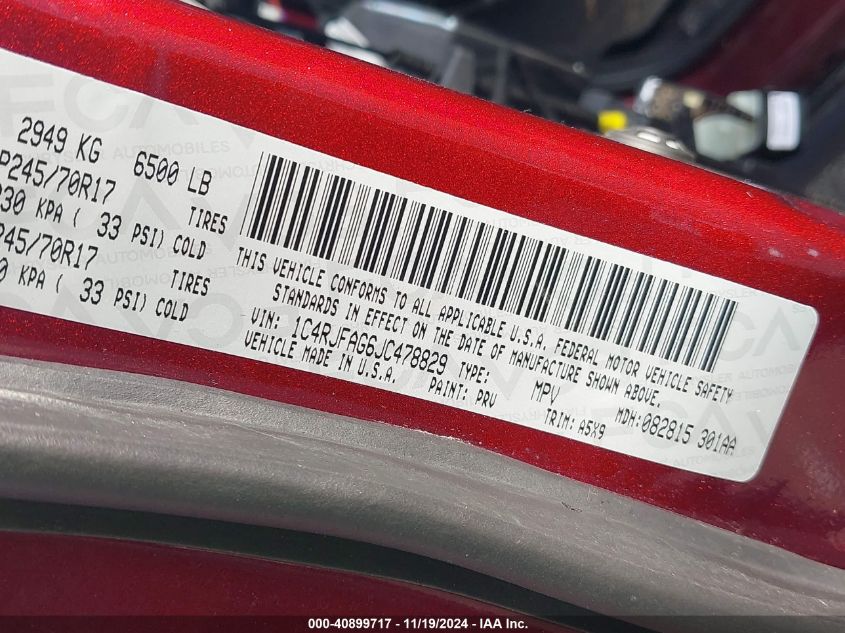 2949 KG 6500 LB
P245/70R17 TIRES
230 KPA ( 33 PSI) COLD
P245/70R17 TIRES
KPA ( 33 PSI) COLD
THIS VEHICLE CONFORMS TO ALL APPLICABLE U.S.A. FEDERAL MOTOR VEHICLE SAFETY
STANDARDS IN EFFECT ON THE DATE OF MANUFACTURE SHOWN ABOVE.
VIN: 1C4RJFAG6JC478829 TYPE: MPV MDH:082815 301AA
VEHICLE MADE IN U.S.A. PAINT: PRV TRIM: A5X9
000-40899717 - 11/19/2024 - IAA Inc.